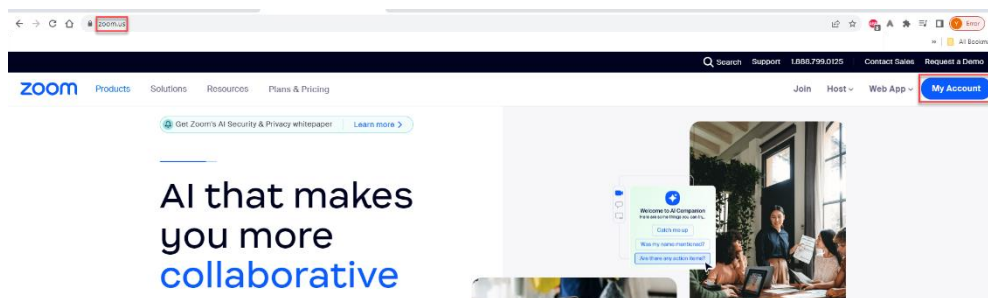 zoom.us
Error
All Bookm
Search Support 1.888.799.0125 Contact Sales Request a Demo
zoom Products Solutions Resources Plans & Pricing Join Host Web App My Account
Get Zoom's AI Security & Privacy whitepaper Learn more
AI that makes
you more
collaborative
Welcome to AI Companion
Catch me up
Was my name mentioned?
Are there any action items?